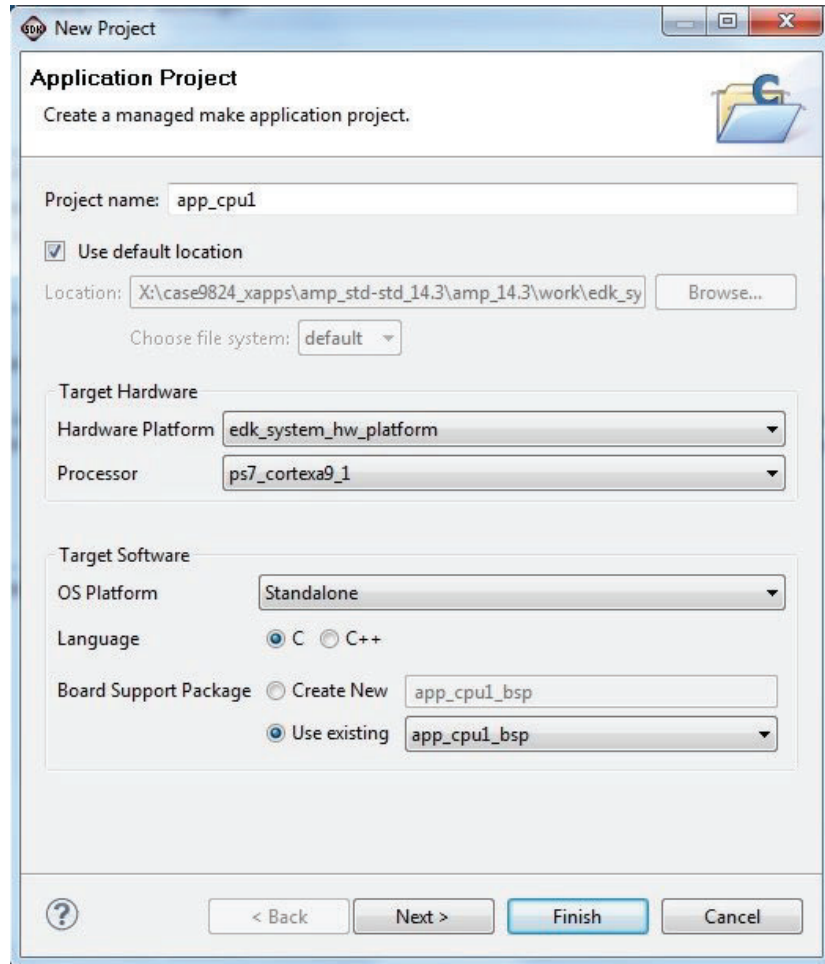 SDK New Project
Application Project
Create a managed make application project.
C
Project name: app_cpu1
Use default location
Location: X:\case9824_xapps\amp_std-std_14.3\amp_14.3\work\edk_sy Browse...
Choose file system: default
Target Hardware
Hardware Platform edk_system_hw_platform
Processor ps7_cortexa9_1
Target Software
OS Platform Standalone
Language C C++
Board Support Package Create New app_cpu1_bsp
Use existing app_cpu1_bsp
? < Back Next > Finish Cancel